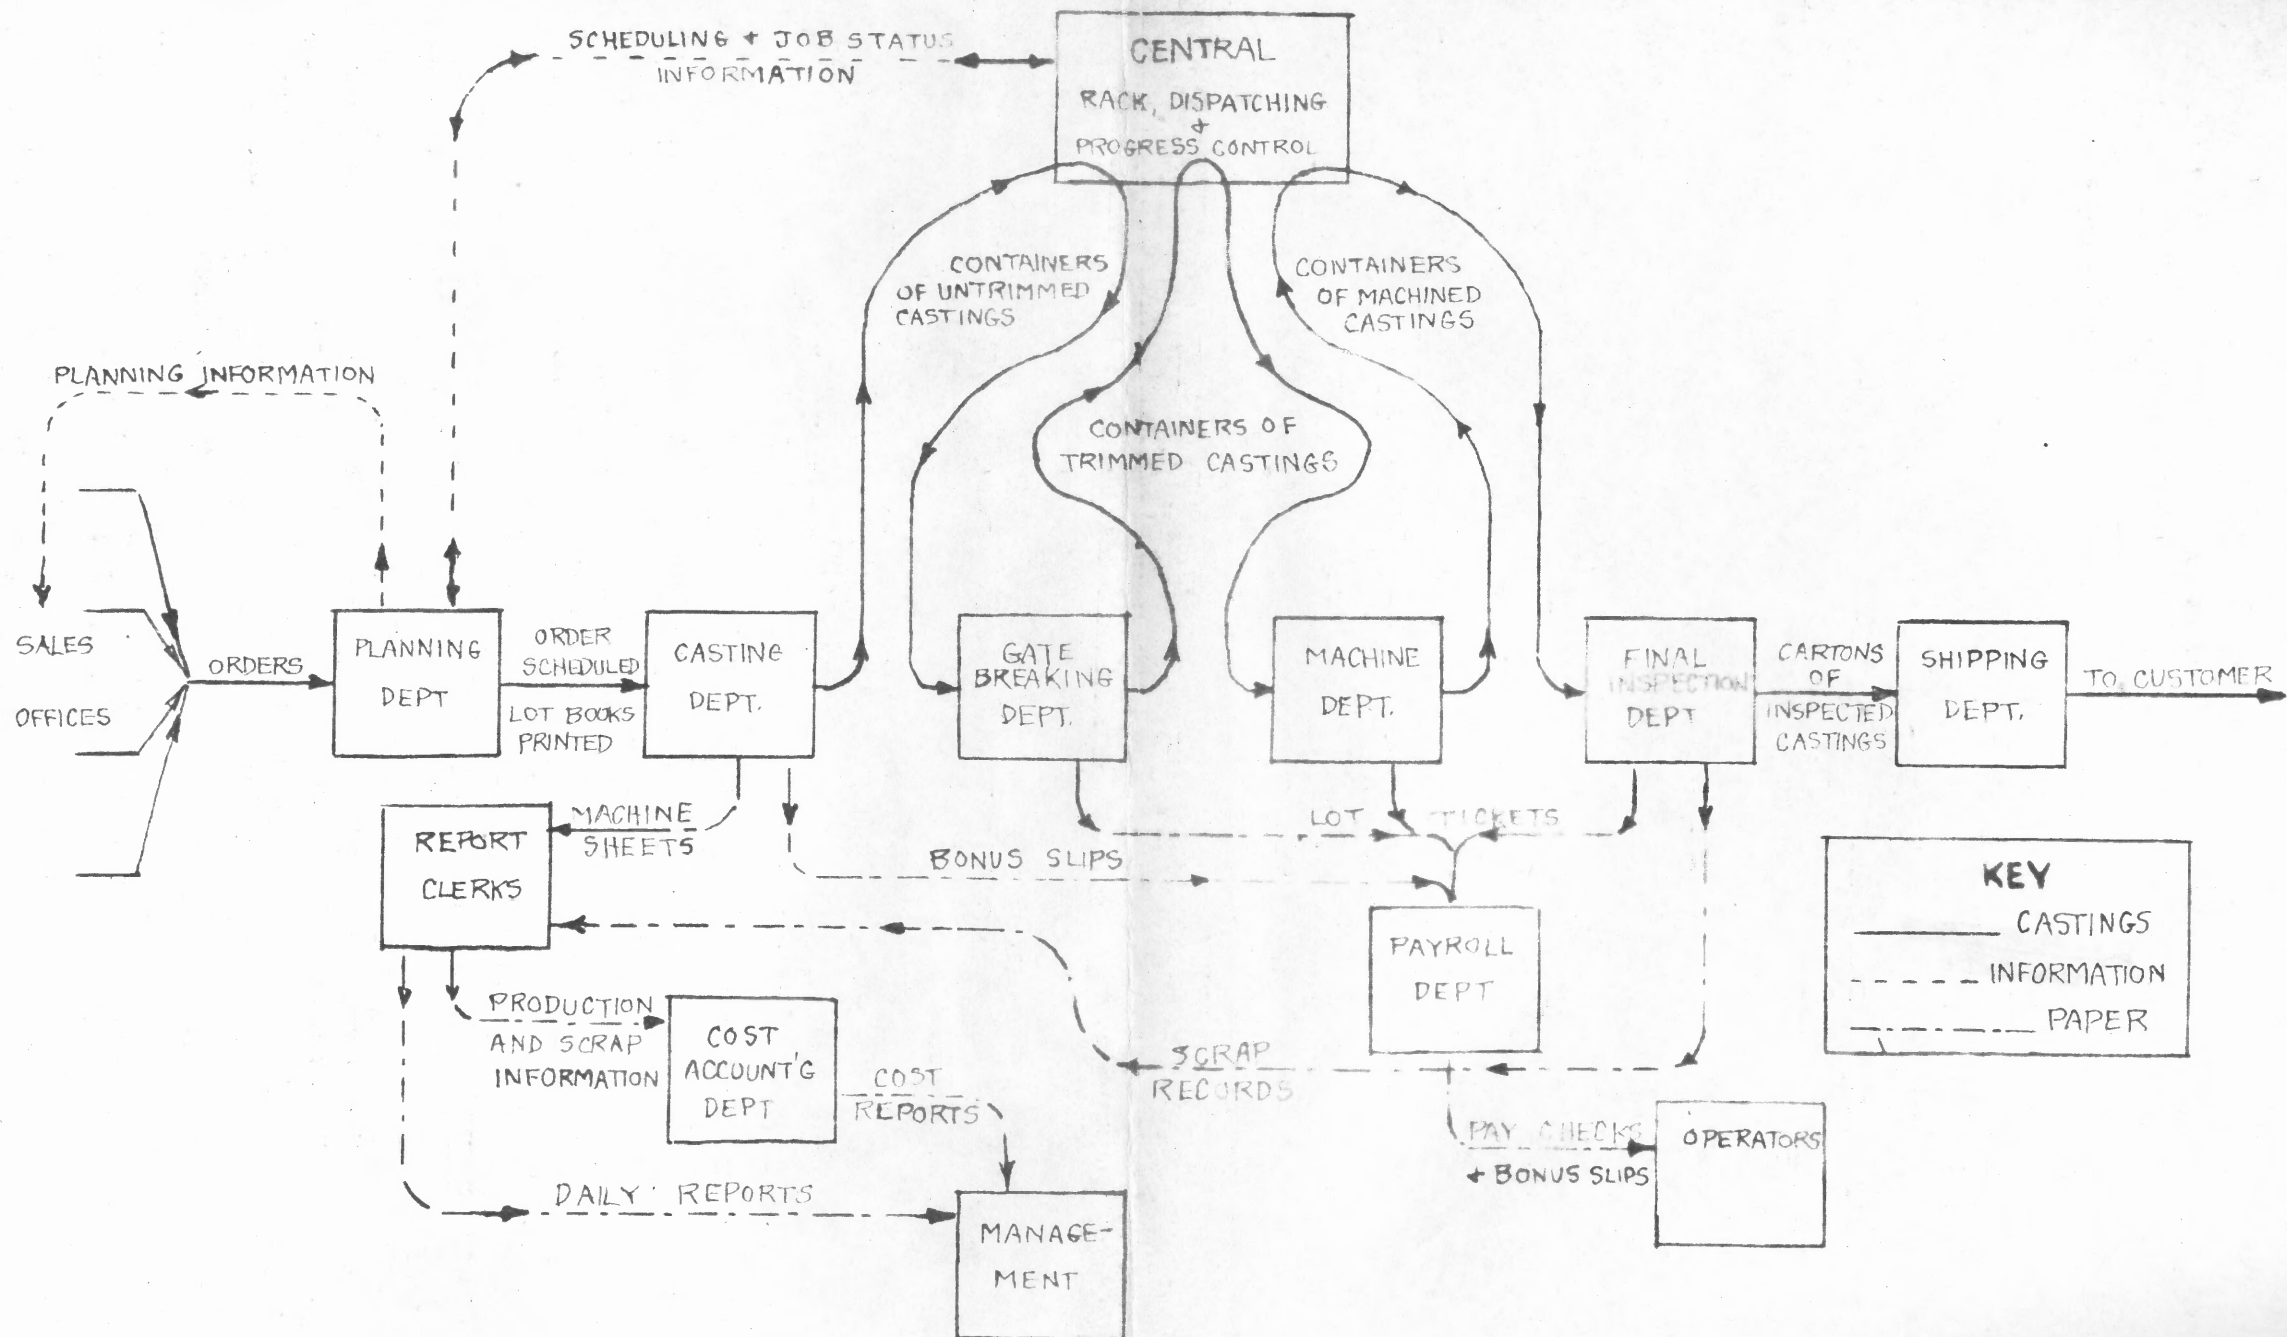 SCHEDULING + JOB STATUS
INFORMATION
CENTRAL
RACK, DISPATCHING
+
PROGRESS CONTROL
CONTAINERS
OF UNTRIMMED
CASTINGS
CONTAINERS
OF MACHINED
CASTINGS
PLANNING INFORMATION
CONTAINERS OF
TRIMMED CASTINGS
SALES
OFFICES
ORDERS
PLANNING
DEPT
ORDER
SCHEDULED
LOT BOOKS
PRINTED
CASTING
DEPT.
GATE
BREAKING
DEPT.
MACHINE
DEPT.
FINAL
INSPECTION
DEPT
CARTONS
OF
INSPECTED
CASTINGS
SHIPPING
DEPT.
TO CUSTOMER
REPORT
CLERKS
MACHINE
SHEETS
LOT TICKETS
BONUS SLIPS
PAYROLL
DEPT
KEY
CASTINGS
INFORMATION
PAPER
PRODUCTION
AND SCRAP
INFORMATION
COST
ACCOUNT'G
DEPT
COST
REPORTS
SCRAP
RECORDS
PAY CHECKS
+ BONUS SLIPS
OPERATORS
DAILY REPORTS
MANAGE-
MENT